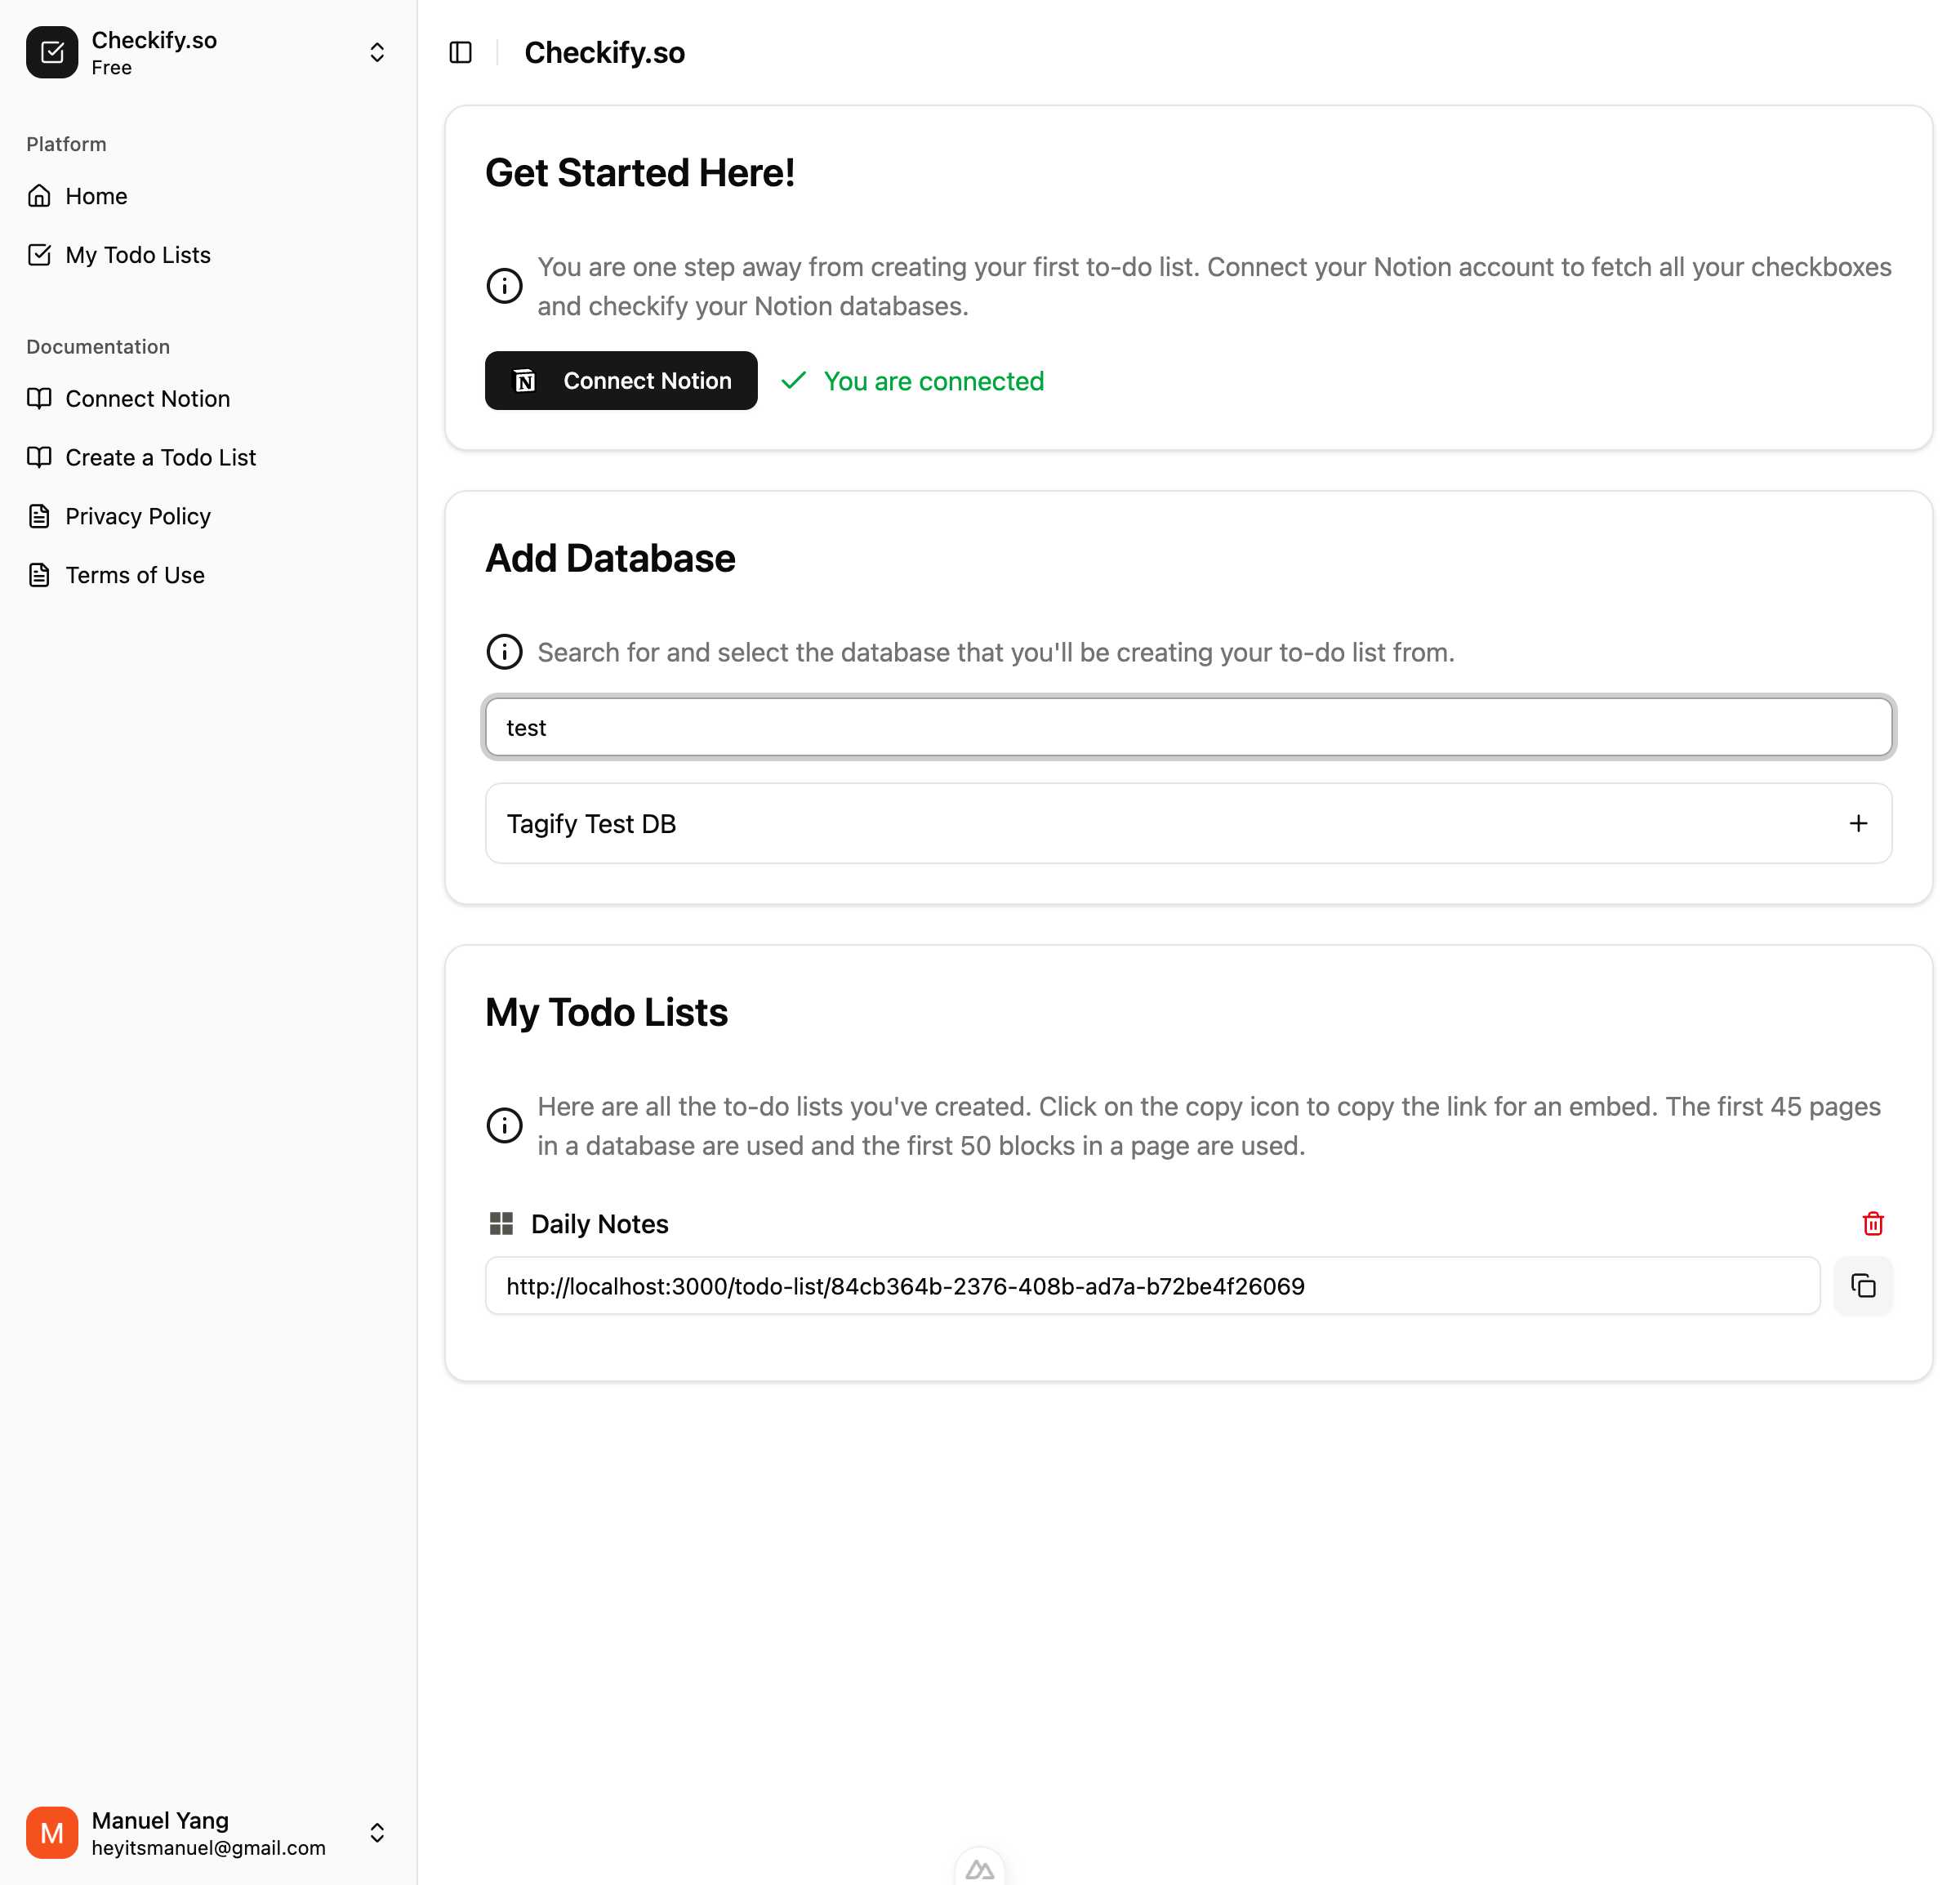 Checkify.so
Free
Platform
Home
My Todo Lists
Documentation
Connect Notion
Create a Todo List
Privacy Policy
Terms of Use
Manuel Yang
heyitsmanuel@gmail.com
Checkify.so
Get Started Here!
You are one step away from creating your first to-do list. Connect your Notion account to fetch all your checkboxes
and checkify your Notion databases.
Connect Notion
You are connected
Add Database
Search for and select the database that you'll be creating your to-do list from.
test
Tagify Test DB
My Todo Lists
Here are all the to-do lists you've created. Click on the copy icon to copy the link for an embed. The first 45 pages
in a database are used and the first 50 blocks in a page are used.
Daily Notes
http://localhost:3000/todo-list/84cb364b-2376-408b-ad7a-b72be4f26069